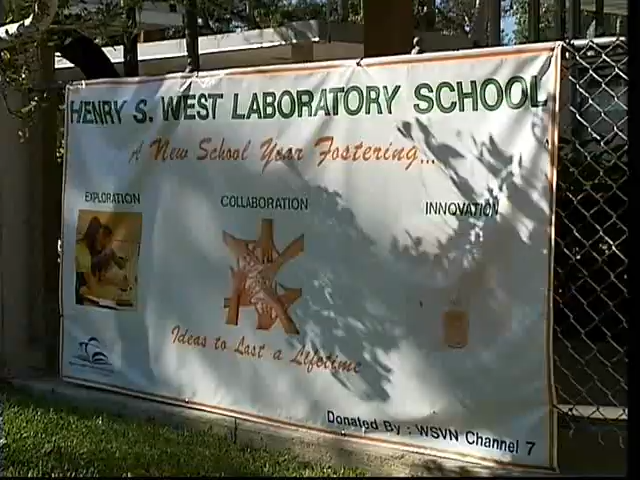 HENRY S. WEST LABORATORY SCHOOL
A New School Year Fostering...
EXPLORATION
COLLABORATION
INNOVATION
Ideas to Last a Lifetime
Donated By : WSVN Channel 7